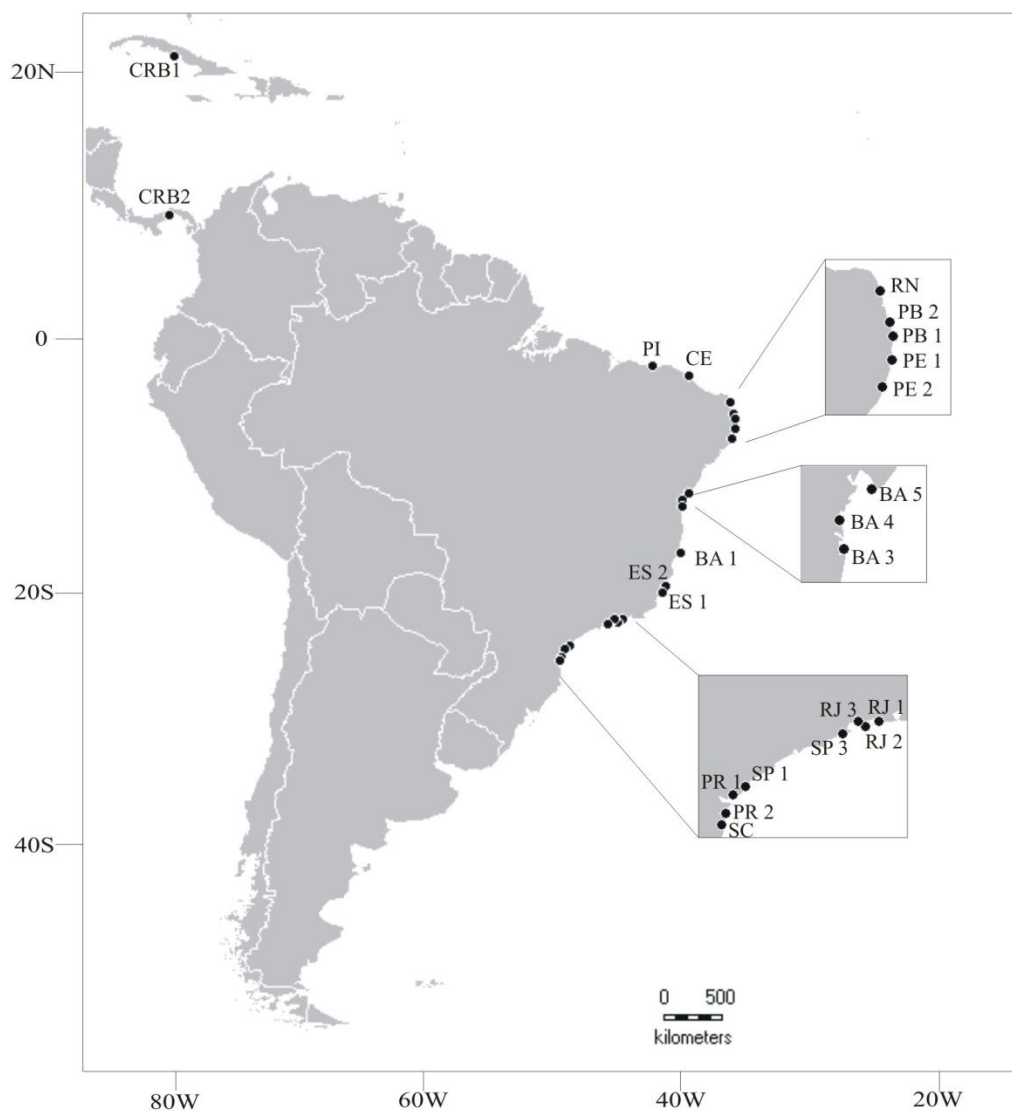 20N
CRB1
CRB2
0
PI
CE
RN
PB 2
PB 1
PE 1
PE 2
BA 5
BA 4
BA 3
BA 1
ES 2
ES 1
20S
RJ 3
RJ 1
SP 3
RJ 2
PR 1
SP 1
PR 2
SC
40S
0 500
kilometers
80W 60W 40W 20W